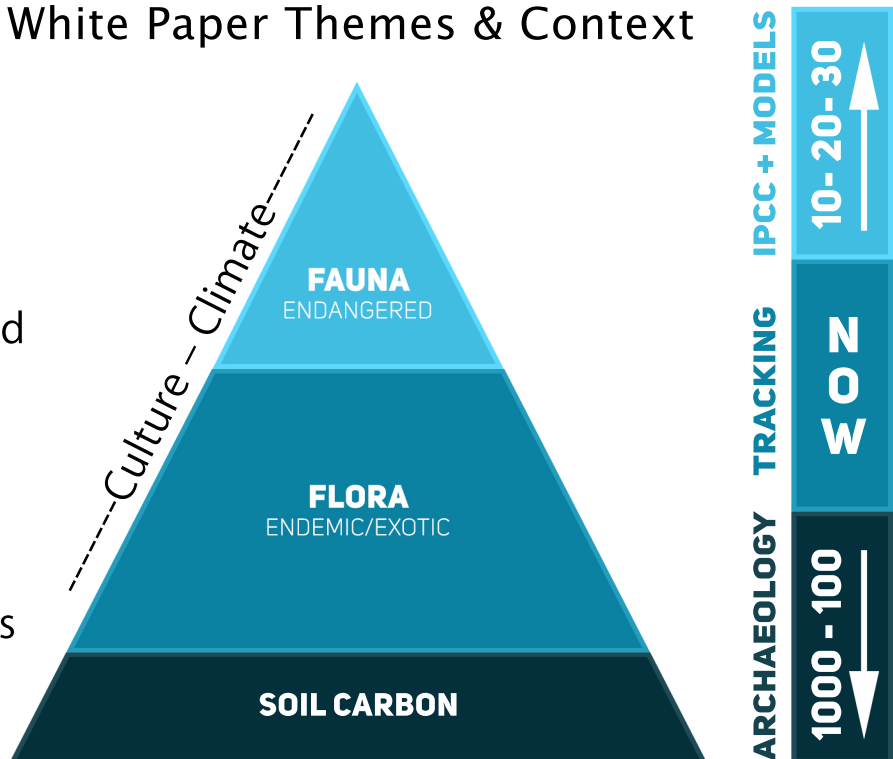 White Paper Themes & Context
IPCC + MODELS
10- 20- 30
-----Culture – Climate------
FAUNA
ENDANGERED
d
TRACKING
N
O
W
FLORA
ENDEMIC/EXOTIC
ARCHAEOLOGY
1000 - 100
s
SOIL CARBON